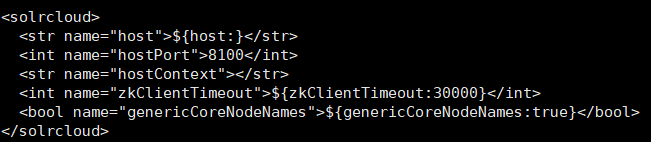 <solrcloud>
  <str name="host">${host:}</str>
  <int name="hostPort">8100</int>
  <str name="hostContext"></str>
  <int name="zkClientTimeout">${zkClientTimeout:30000}</int>
  <bool name="genericCoreNodeNames">${genericCoreNodeNames:true}</bool>
</solrcloud>